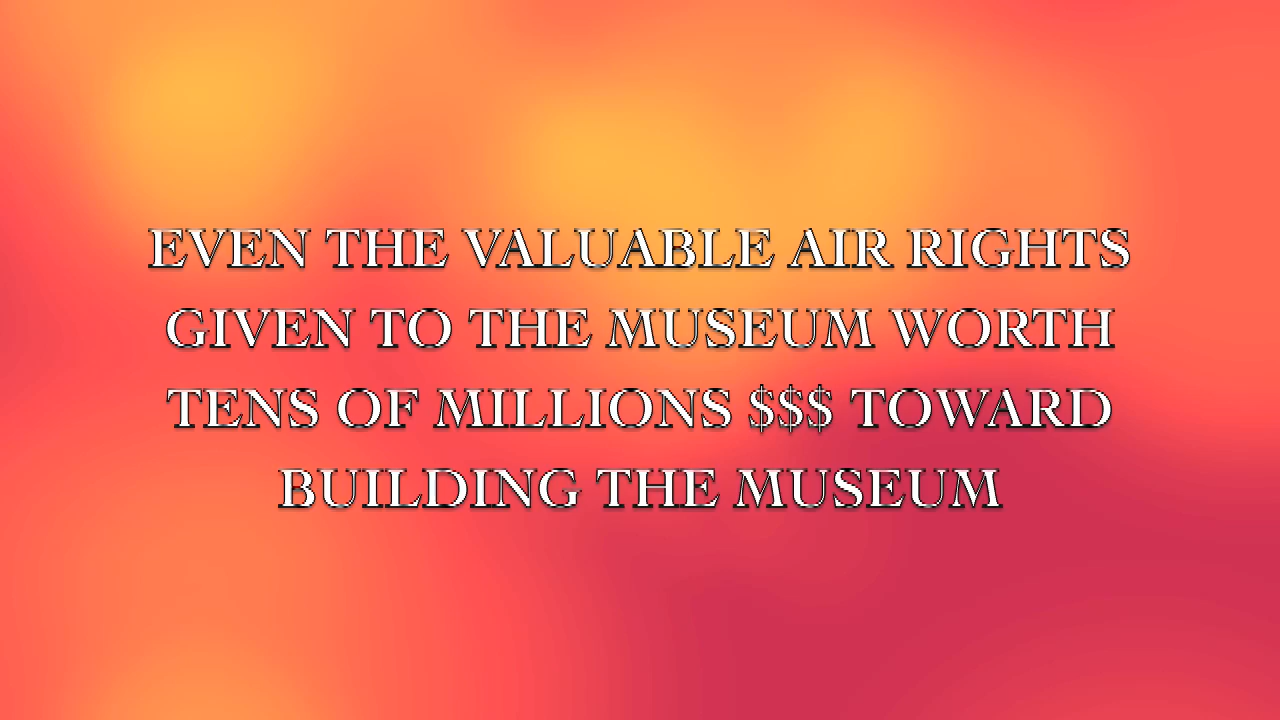 EVEN THE VALUABLE AIR RIGHTS
GIVEN TO THE MUSEUM WORTH
TENS OF MILLIONS $$$ TOWARD
BUILDING THE MUSEUM